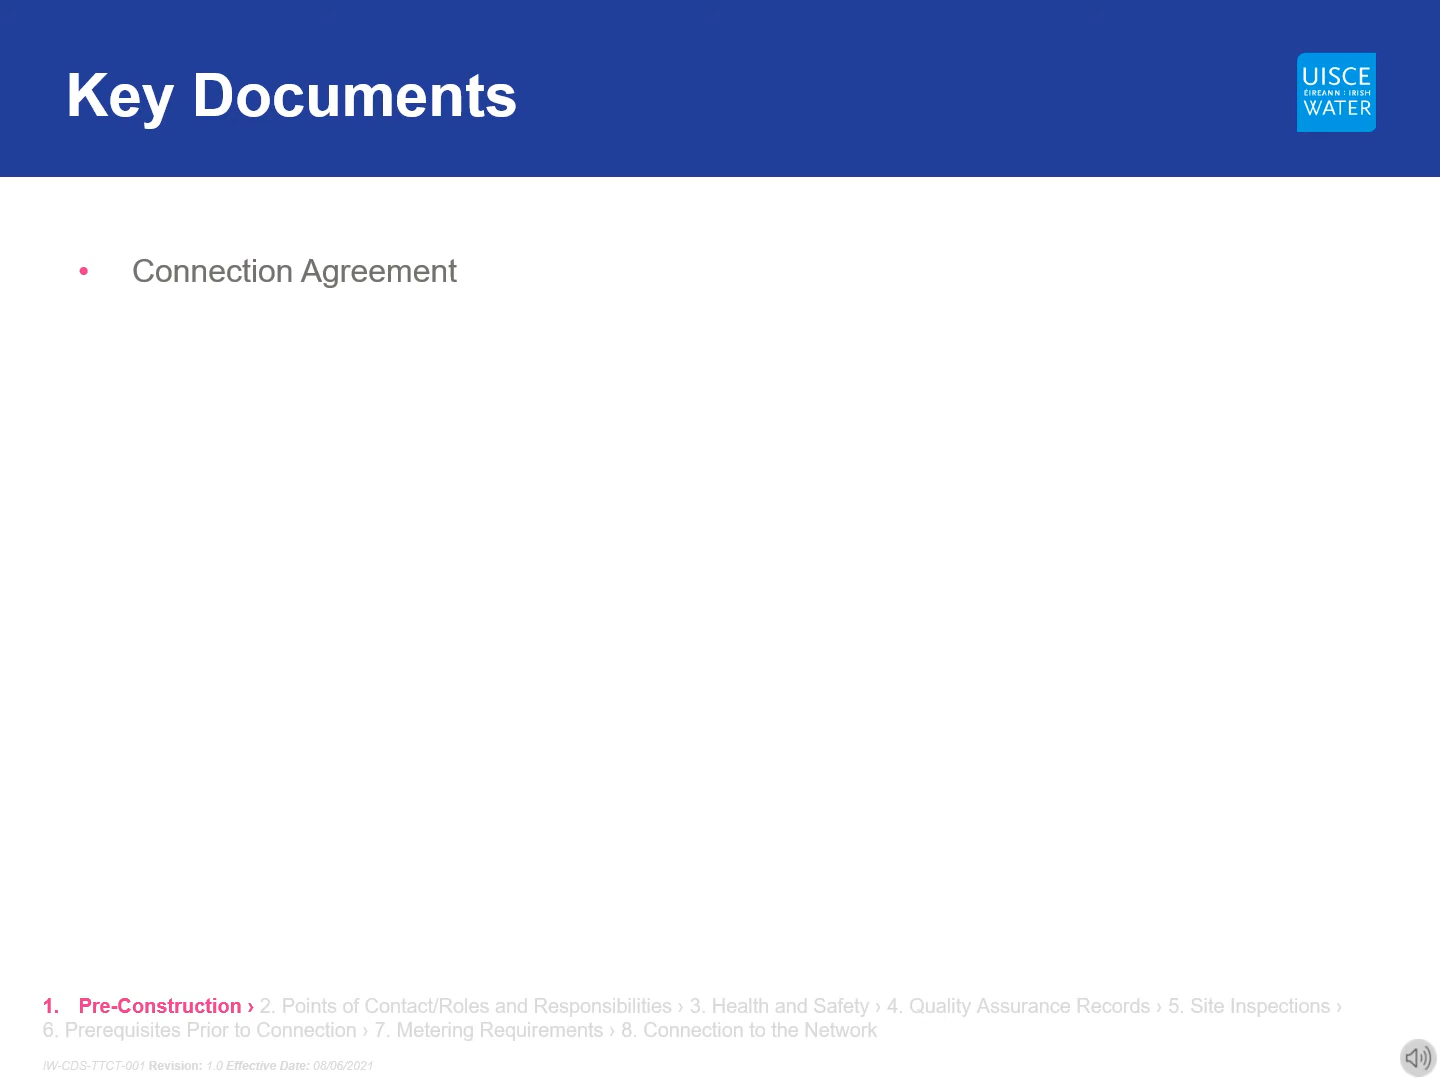 Key Documents
UISCE
EIREANN : IRISH
WATER
• Connection Agreement
1. Pre-Construction › 2. Points of Contact/Roles and Responsibilities › 3. Health and Safety › 4. Quality Assurance Records › 5. Site Inspections ›
6. Prerequisites Prior to Connection › 7. Metering Requirements › 8. Connection to the Network
IW-CDS-TTCT-001 Revision: 1.0 Effective Date: 08/06/2021